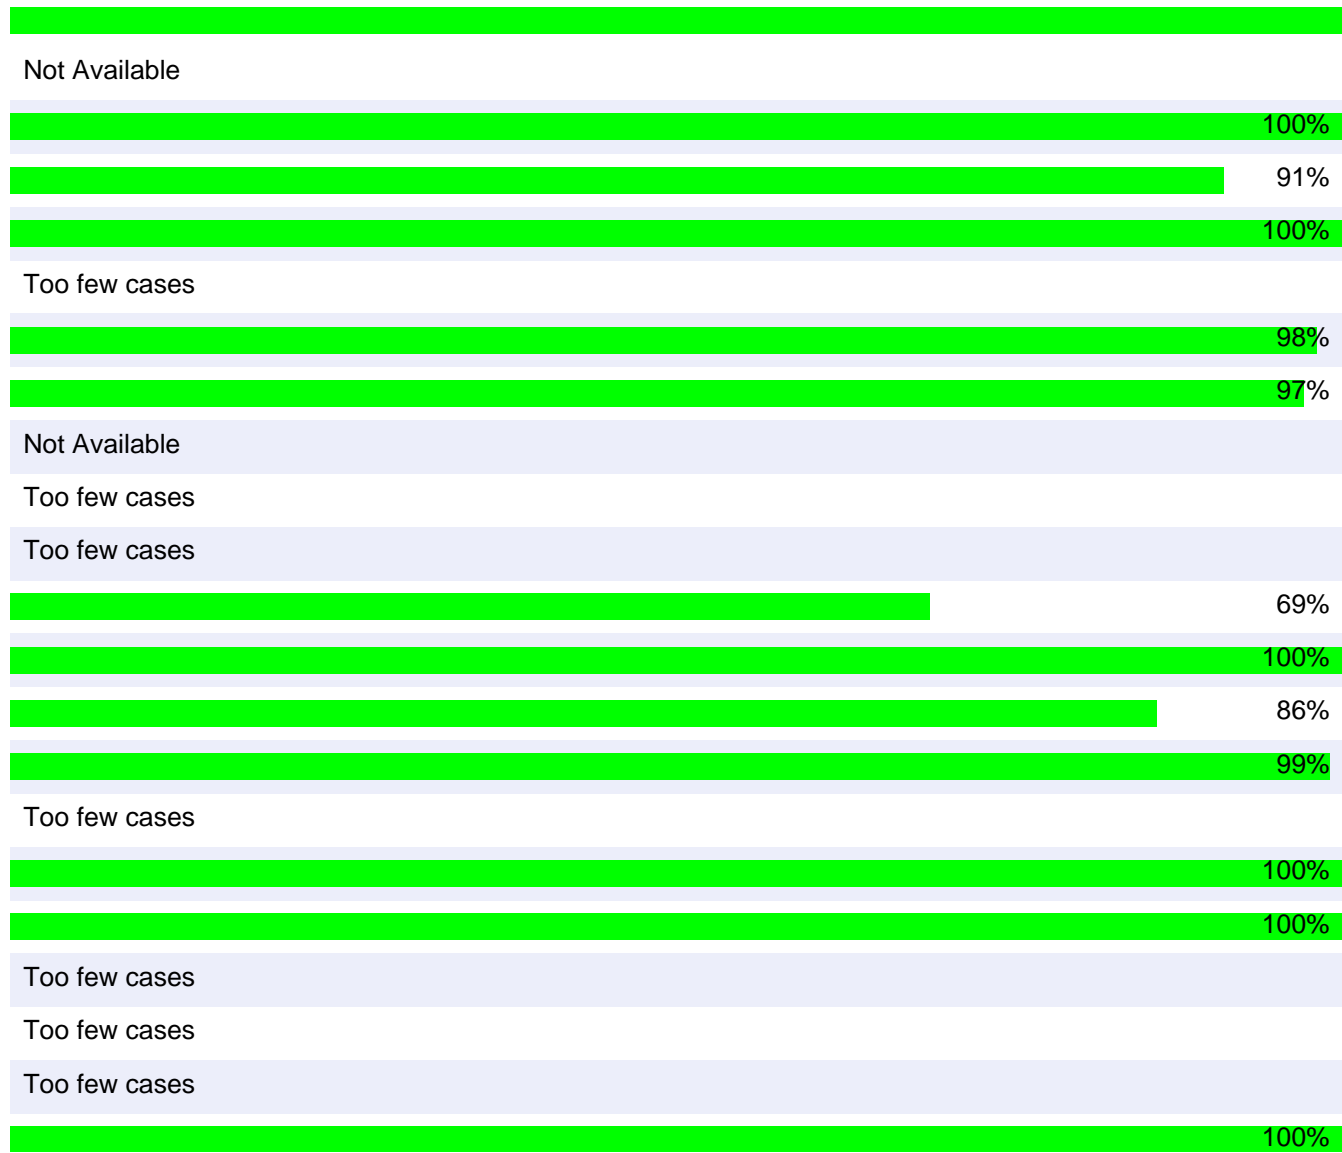 Not Available
100%
91%
100%
Too few cases
98%
97%
Not Available
Too few cases
Too few cases
69%
100%
86%
99%
Too few cases
100%
100%
Too few cases
Too few cases
Too few cases
100%